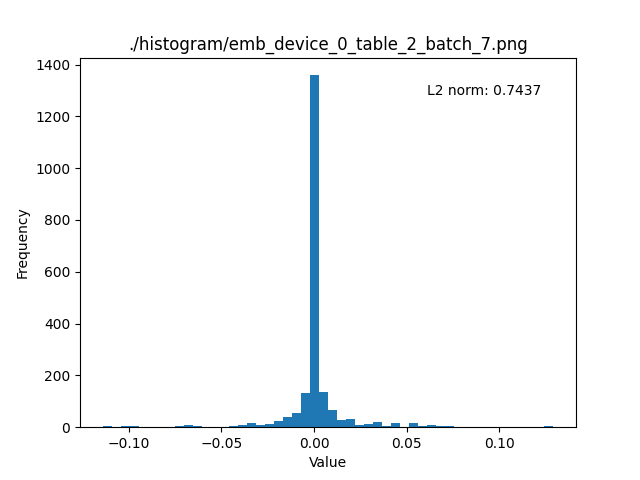 ./histogram/emb_device_0_table_2_batch_7.png
L2 norm: 0.7437
Frequency
1400
1200
1000
800
600
400
200
0
−0.10 −0.05 0.00 0.05 0.10
Value